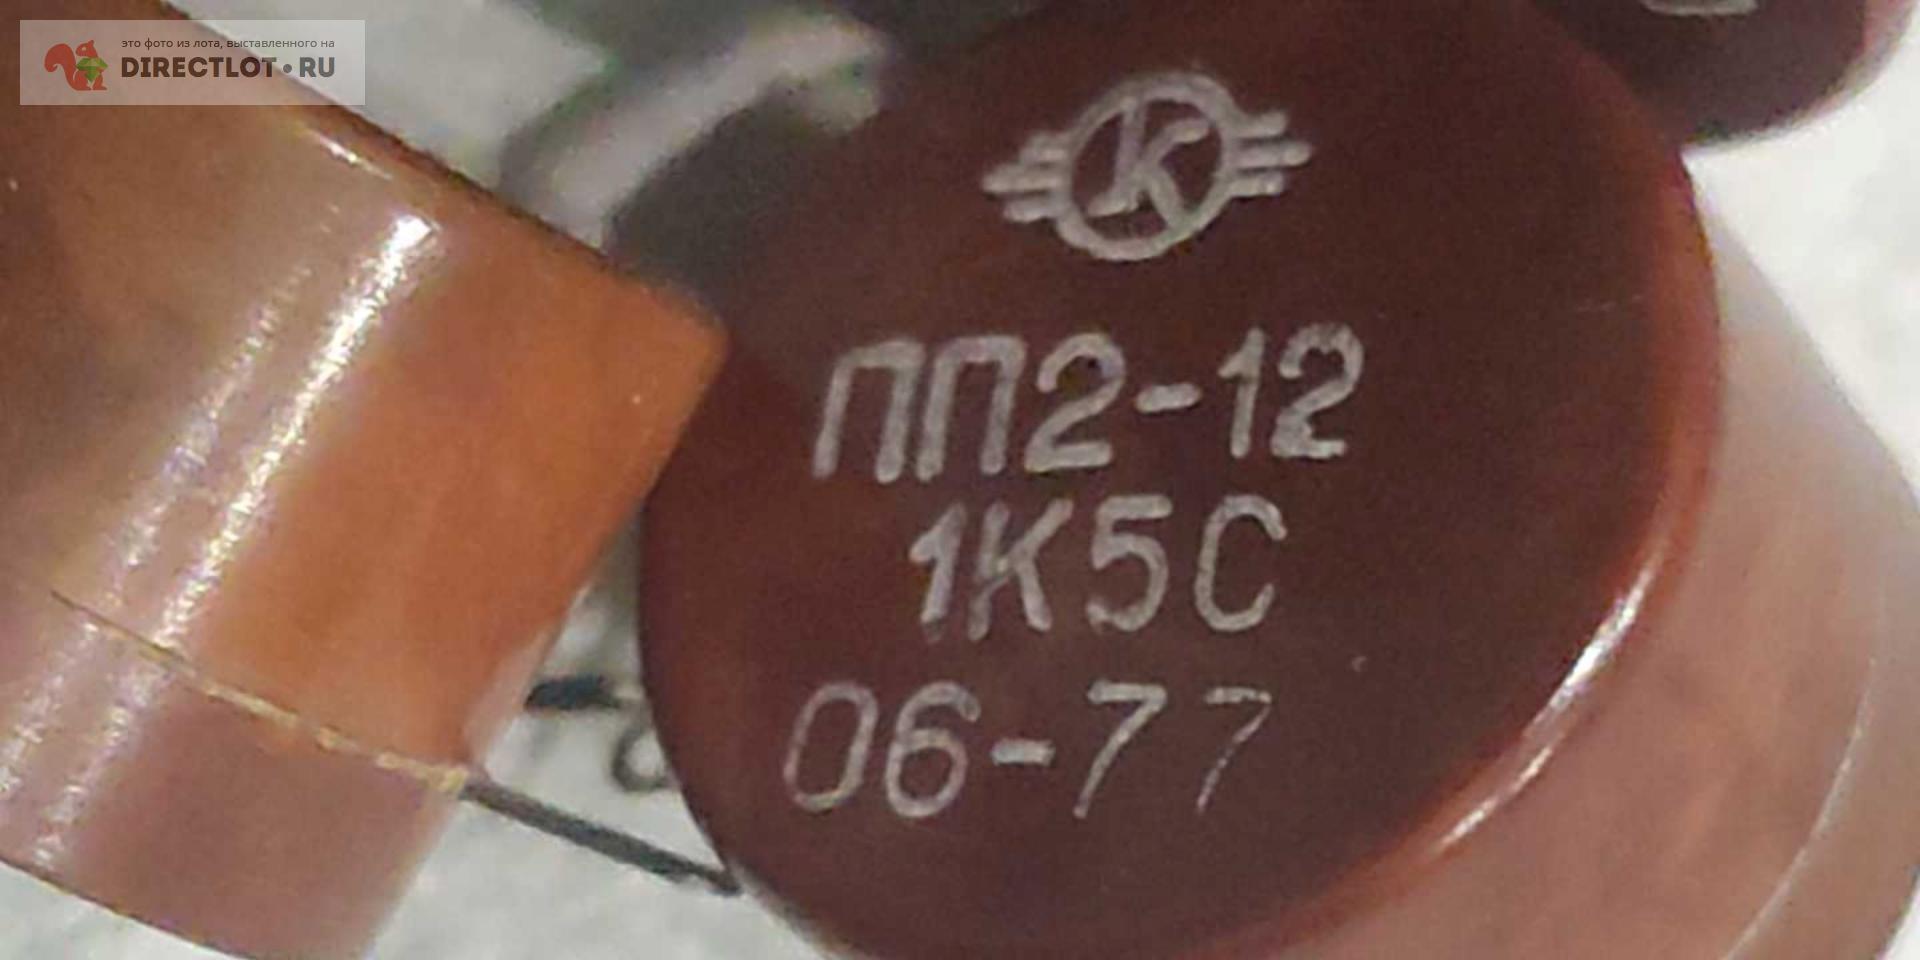 это фото из лота, выставленного на
DIRECTLOT•RU
К
ПП2-12
1К5С
06-77